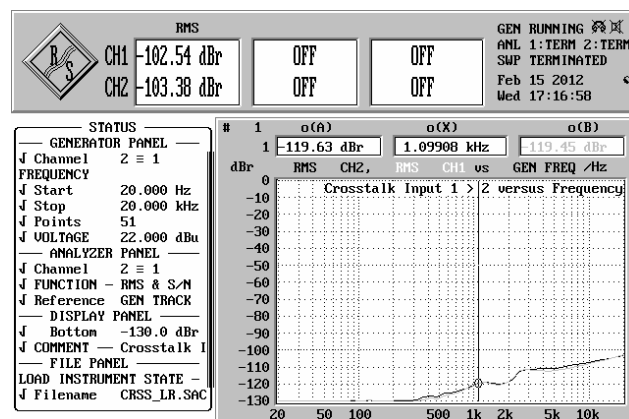 RMS
R&S
CH1 -102.54 dBr OFF OFF
CH2 -103.38 dBr OFF OFF
GEN RUNNING
ANL 1:TERM 2:TERM
SWP TERMINATED
Feb 15 2012
Wed 17:16:58
STATUS
GENERATOR PANEL
√ Channel 2 ≡ 1
FREQUENCY
√ Start 20.000 Hz
√ Stop 20.000 kHz
√ Points 51
√ VOLTAGE 22.000 dBu
ANALYZER PANEL
√ Channel 2 ≡ 1
√ FUNCTION - RMS & S/N
√ Reference GEN TRACK
DISPLAY PANEL
√ Bottom -130.0 dBr
√ COMMENT — Crosstalk I
FILE PANEL
LOAD INSTRUMENT STATE -
√ Filename CRSS_LR.SAC
# 1 o(A) o(X) o(B)
1 -119.63 dBr 1.09908 kHz -119.45 dBr
dBr RMS CH2, RMS CH1 vs GEN FREQ /Hz
Crosstalk Input 1 > 2 versus Frequency
0
-10
-20
-30
-40
-50
-60
-70
-80
-90
-100
-110
-120
-130
20 50 100 500 1k 2k 5k 10k